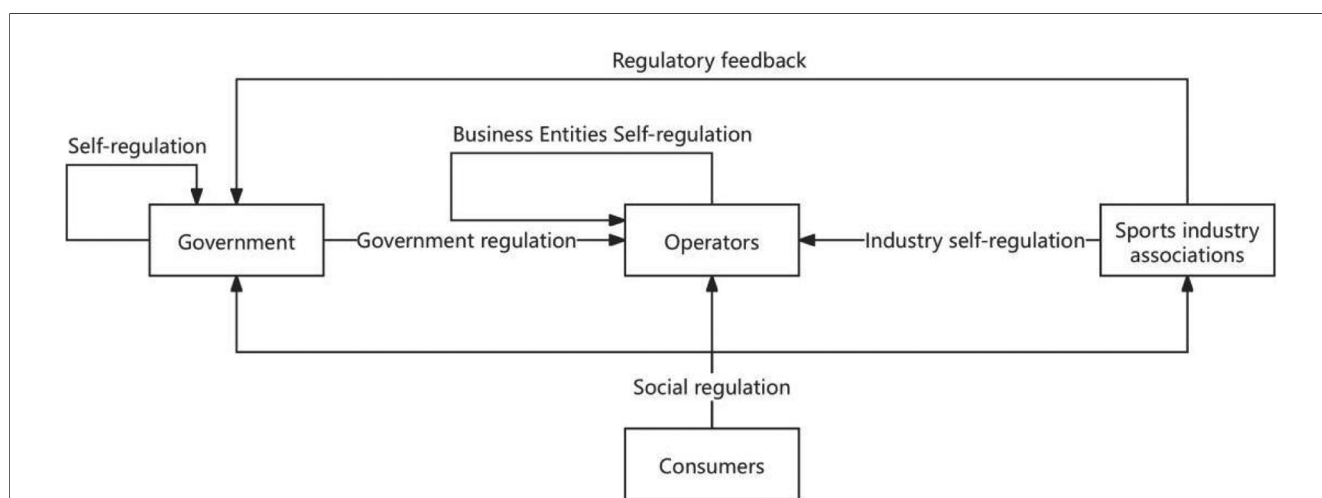 Regulatory feedback
Business Entities Self-regulation
Self-regulation
Government
Government regulation
Operators
Industry self-regulation
Sports industry
associations
Social regulation
Consumers